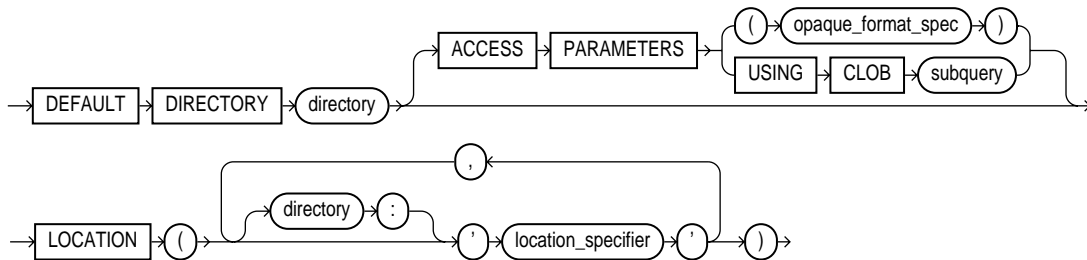 ( opaque_format_spec )
ACCESS PARAMETERS
USING CLOB subquery
DEFAULT DIRECTORY directory
,
directory :
LOCATION ( ' location_specifier ' )